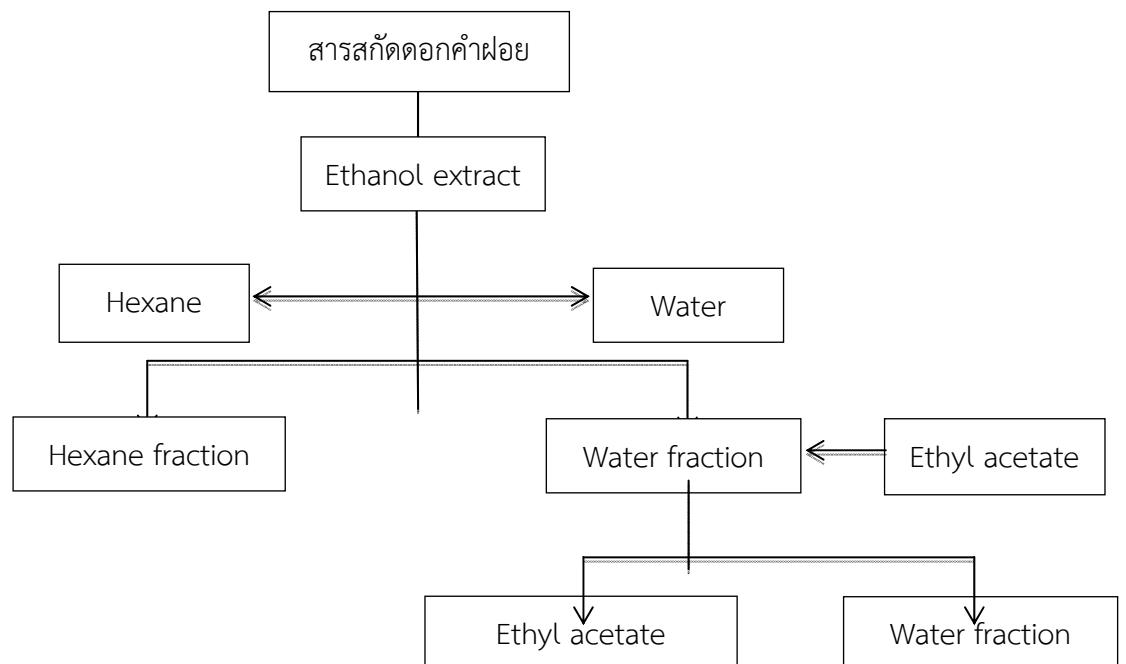 สารสกัดดอกคำฝอย
Ethanol extract
Hexane
Water
Hexane fraction
Water fraction
Ethyl acetate
Ethyl acetate
Water fraction